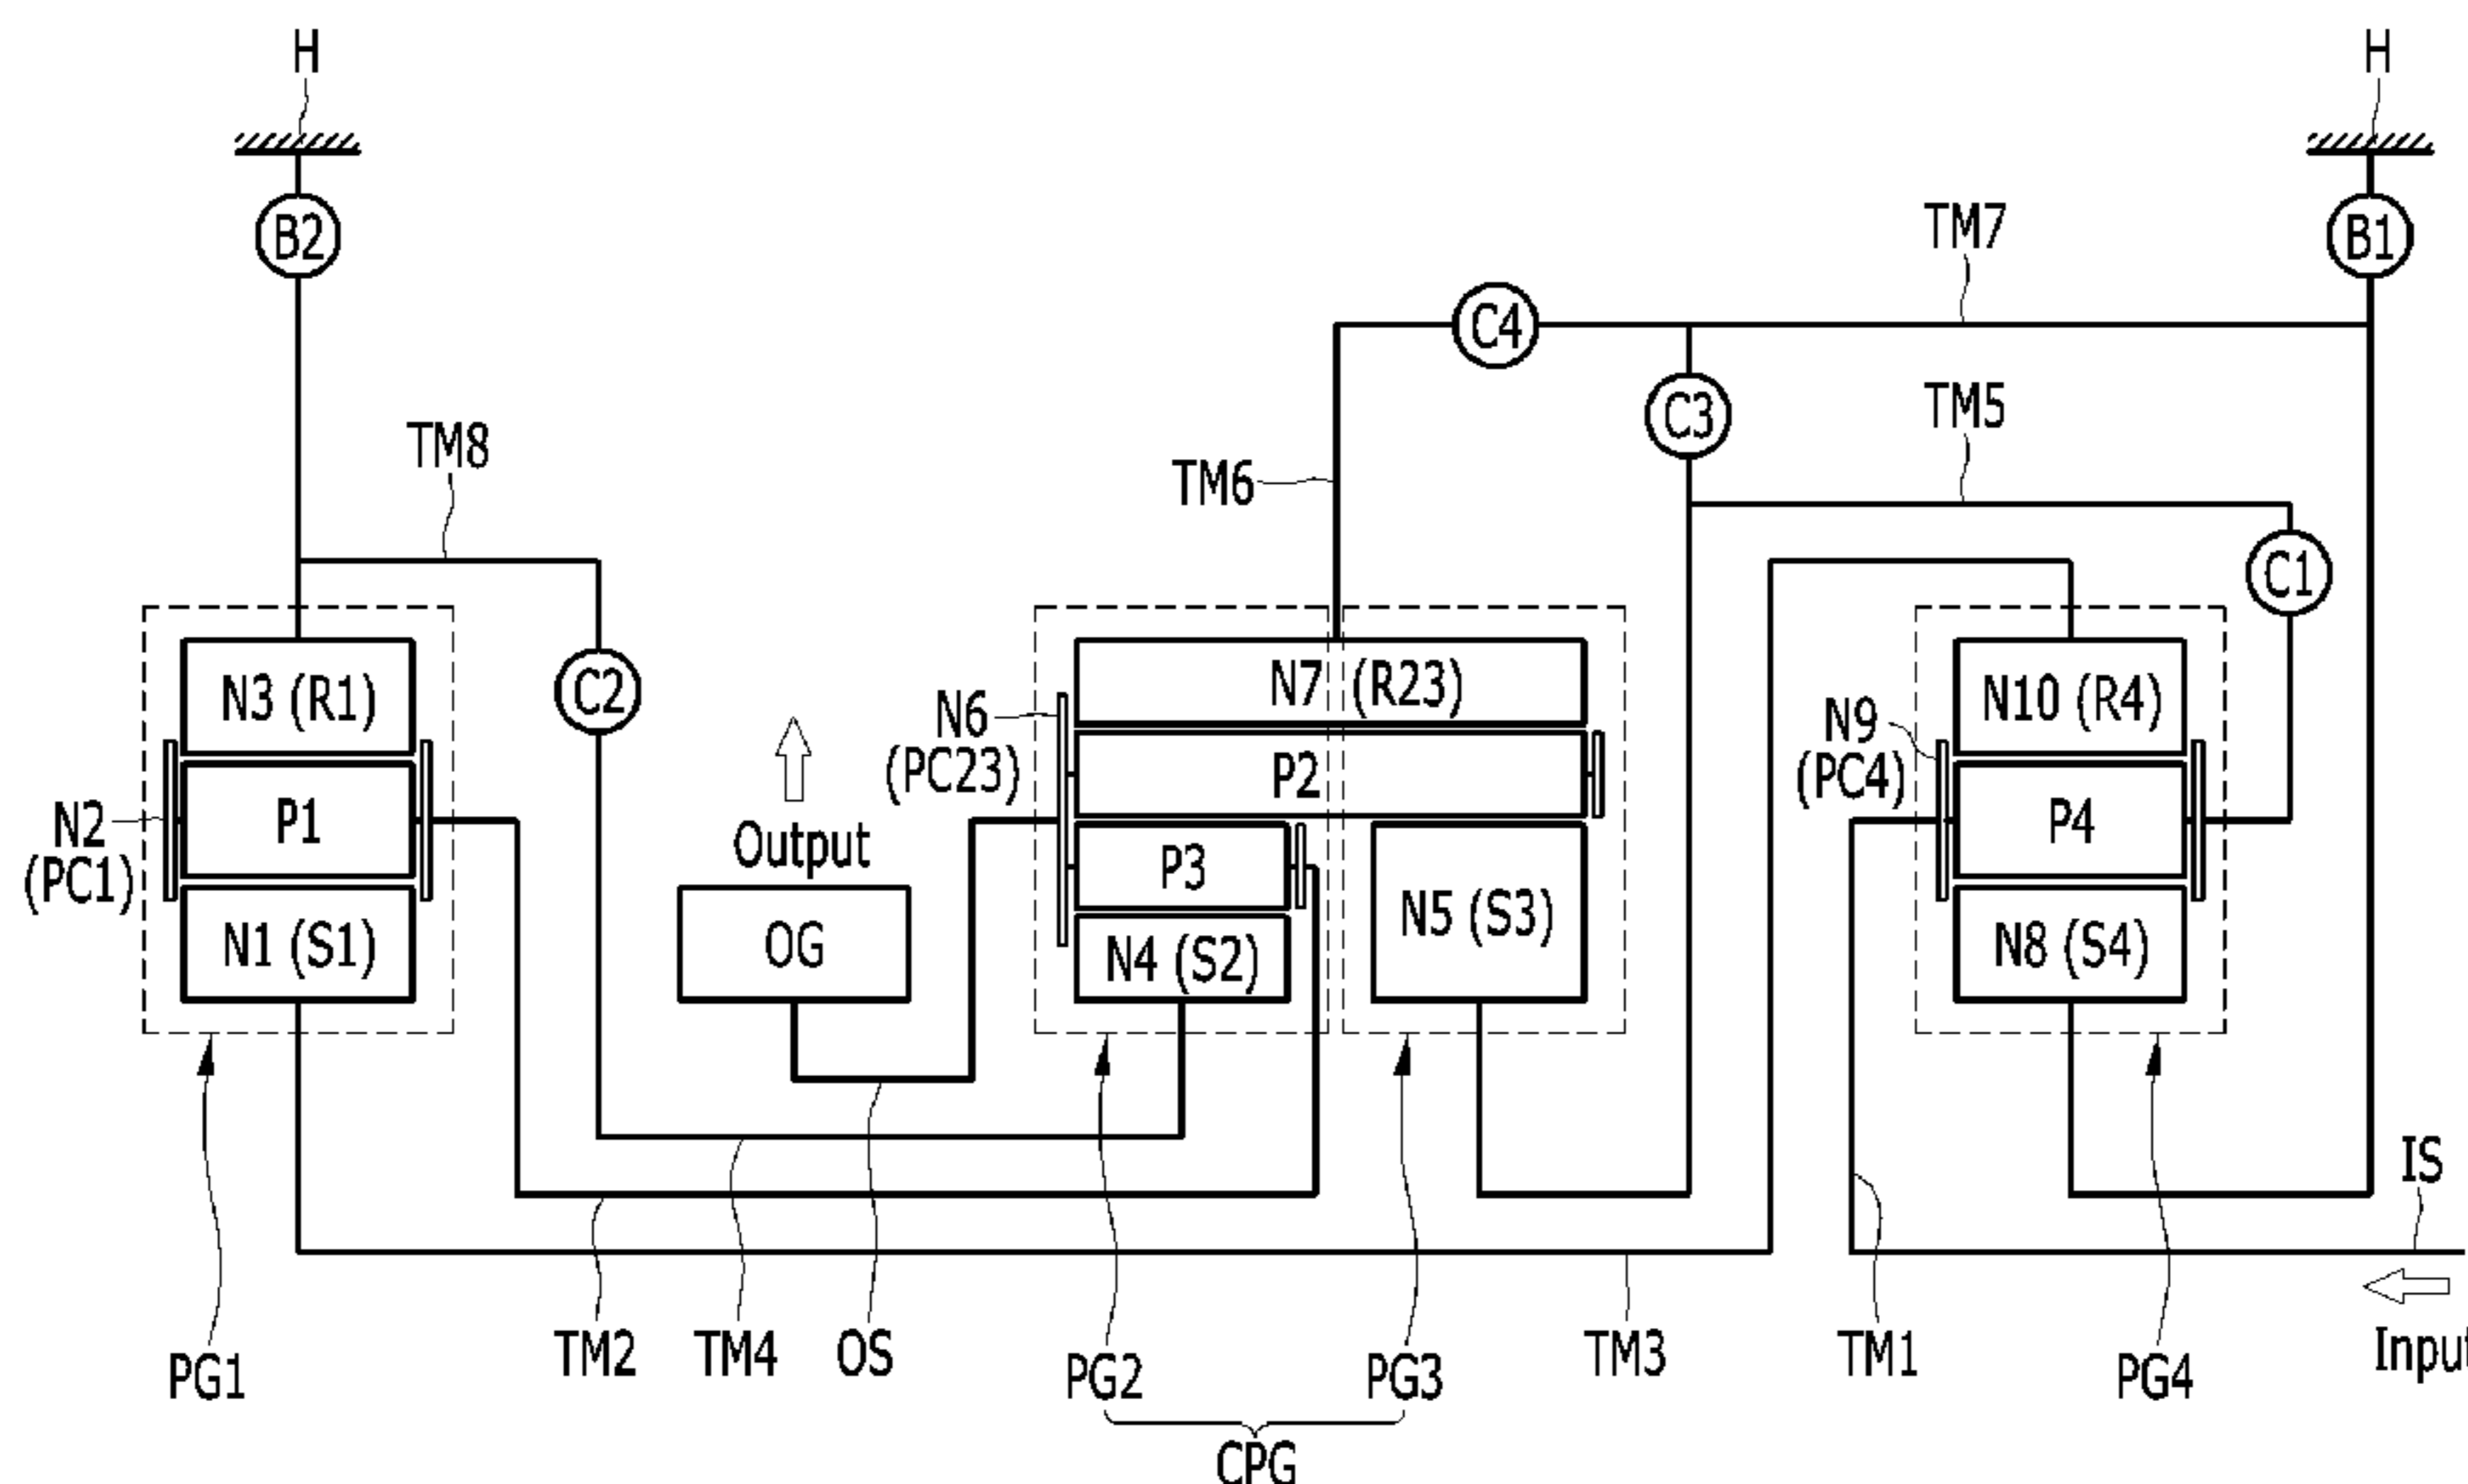 H
H
B2
B1
TM7
C4
C3
TM5
TM8
TM6
C1
N3 (R1)
C2
N7 (R23)
N10 (R4)
N6
(PC23)
N9
(PC4)
P2
P1
N2
(PC1)
P4
Output
P3
N5 (S3)
N1 (S1)
OG
N4 (S2)
N8 (S4)
IS
TM2
TM4
OS
TM3
TM1
Input
PG1
PG2
PG3
PG4
CPG